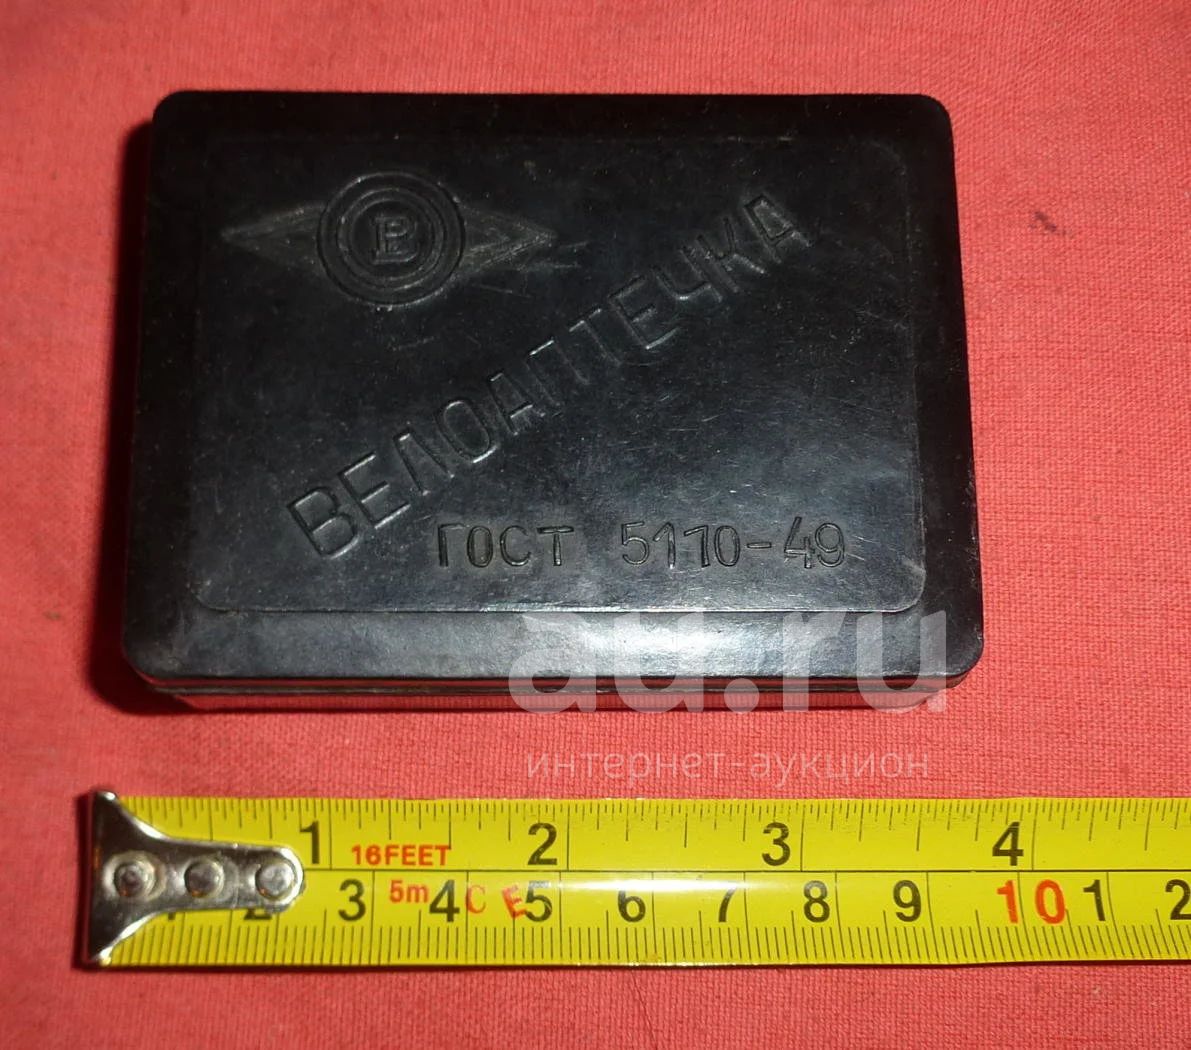 В
ВЕЛОАПТЕЧКА
ГОСТ 5110-49
au.ru
интернет-аукцион
1 2 3 4
16FEET
3 5m 4 CE 5 6 7 8 9 10 1 2